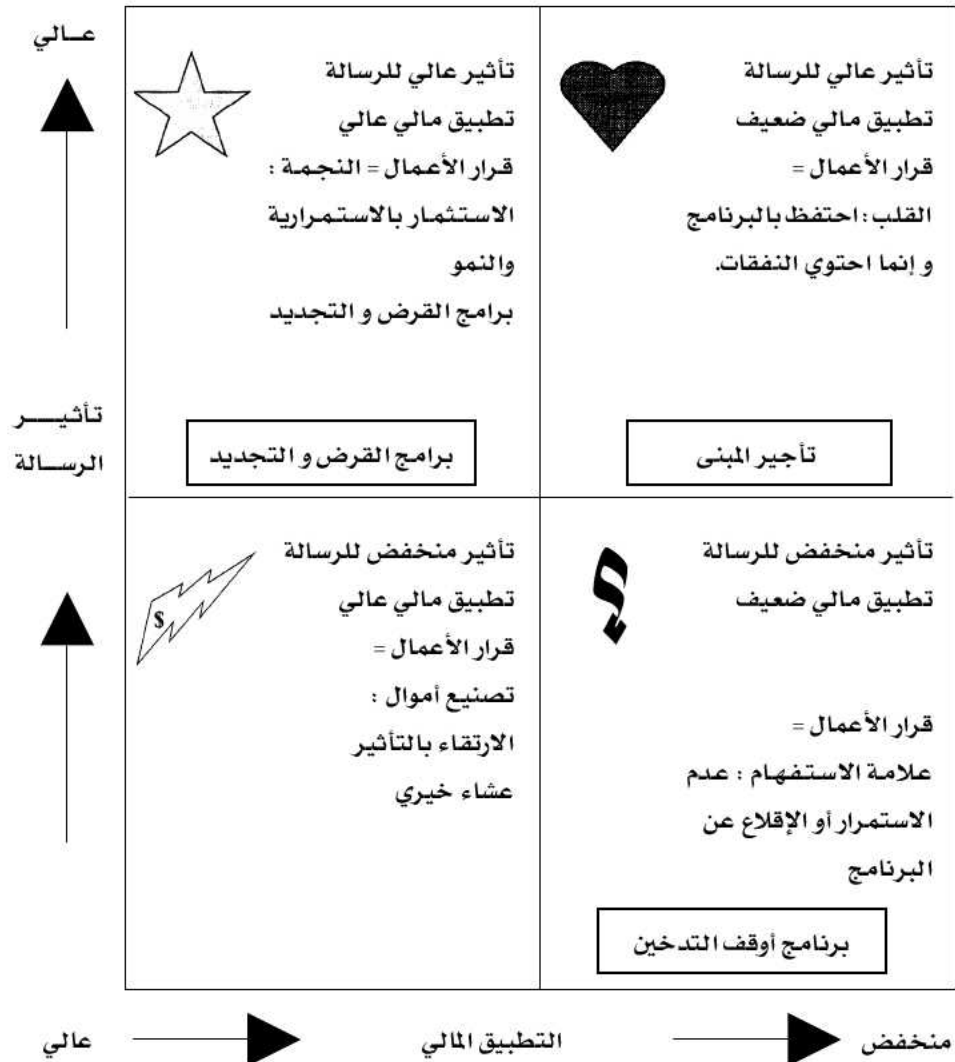 عــالي
تأثيــــر
الرســالة
تأثير عالي للرسالة
تطبيق مالي ضعيف
قرار الأعمال =
القلب : احتفظ بالبرنامج
و إنما احتوي النفقات.
تأجير المبنى
تأثير عالي للرسالة
تطبيق مالي عالي
قرار الأعمال = النجمة :
الاستثمار بالاستمرارية
والنمو
برامج القرض و التجديد
برامج القرض و التجديد
تأثير منخفض للرسالة
تطبيق مالي ضعيف
؟
قرار الأعمال =
علامة الاستفهام : عدم
الاستمرار أو الإقلاع عن
البرنامج
برنامج أوقف التدخين
تأثير منخفض للرسالة
تطبيق مالي عالي
$
قرار الأعمال =
تصنيع أموال :
الارتقاء بالتأثير
عشاء خيري
منخفض
التطبيق المالي
عالي